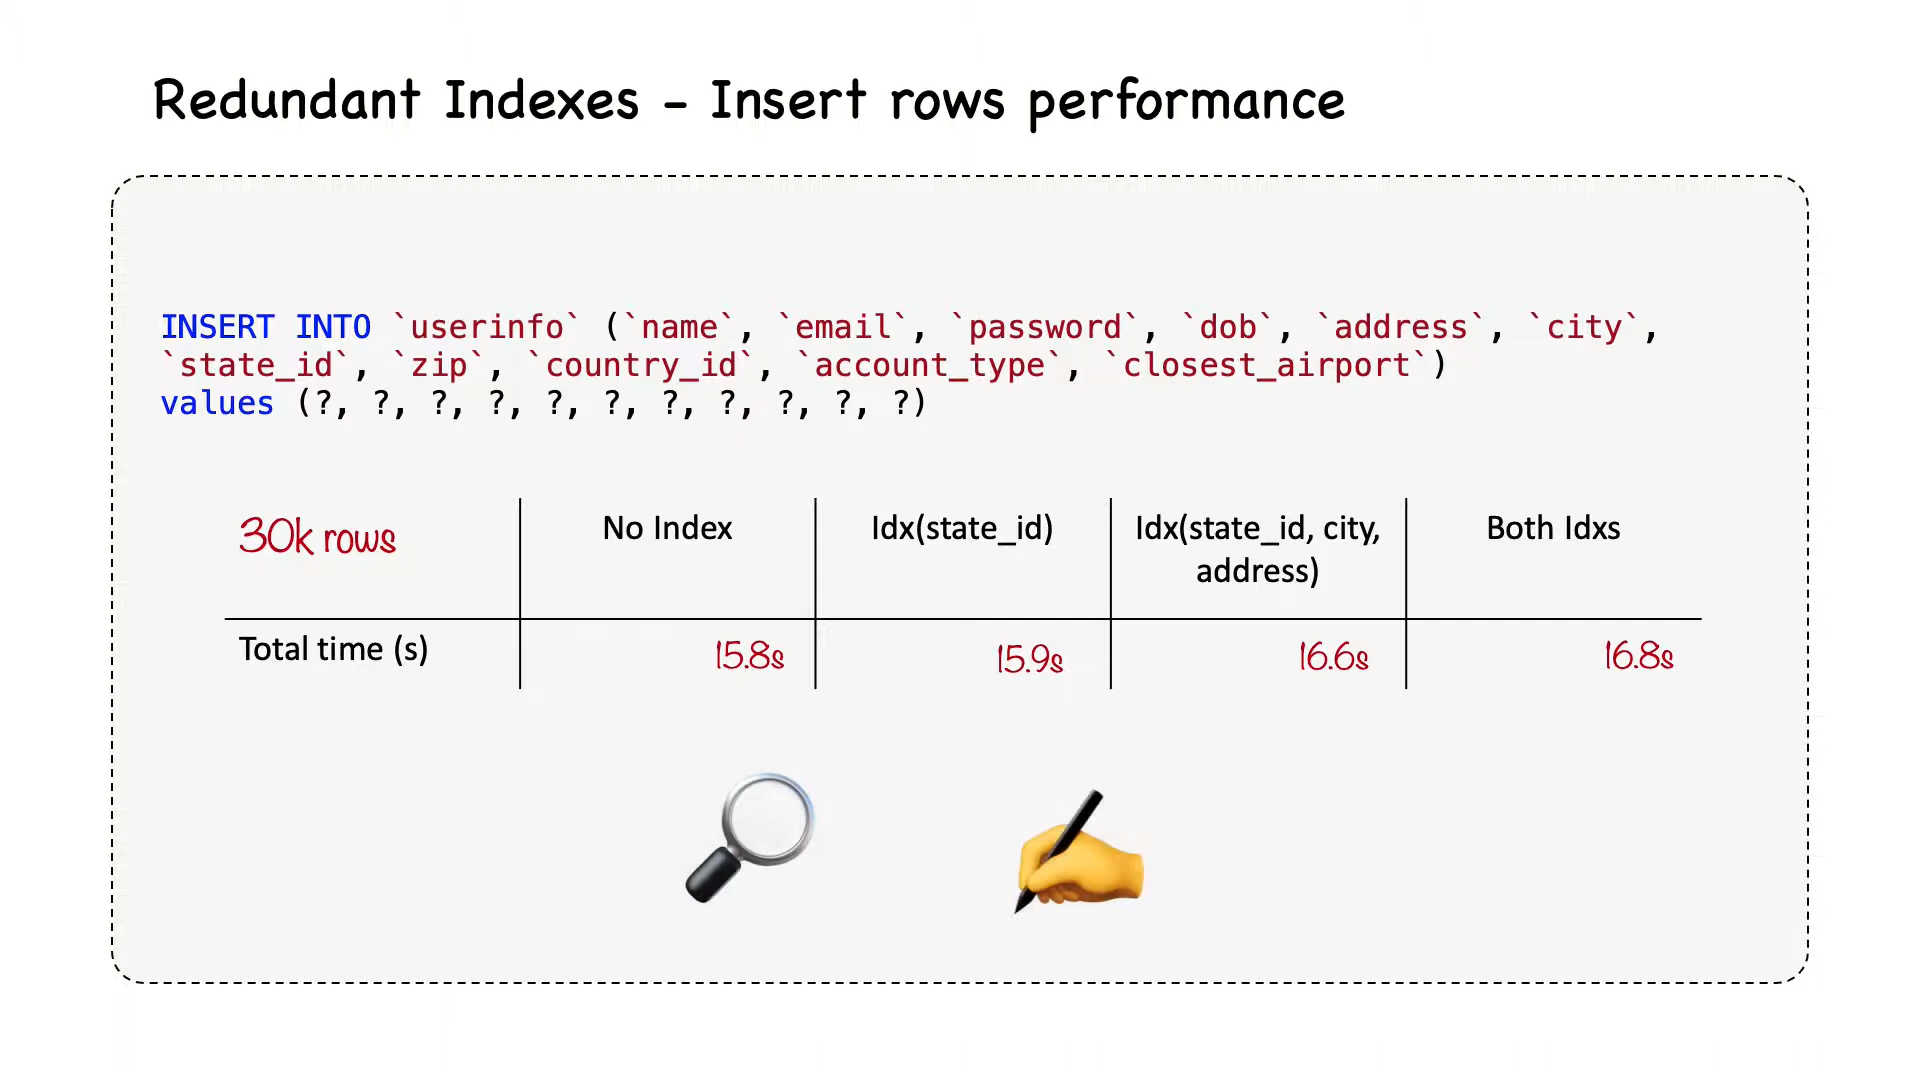 Redundant Indexes - Insert rows performance
INSERT INTO `userinfo` (`name`, `email`, `password`, `dob`, `address`, `city`,
`state_id`, `zip`, `country_id`, `account_type`, `closest_airport`)
values (?, ?, ?, ?, ?, ?, ?, ?, ?, ?, ?)
30k rows
No Index
Idx(state_id)
Idx(state_id, city,
address)
Both Idxs
Total time (s)
15.8s
15.9s
16.6s
16.8s